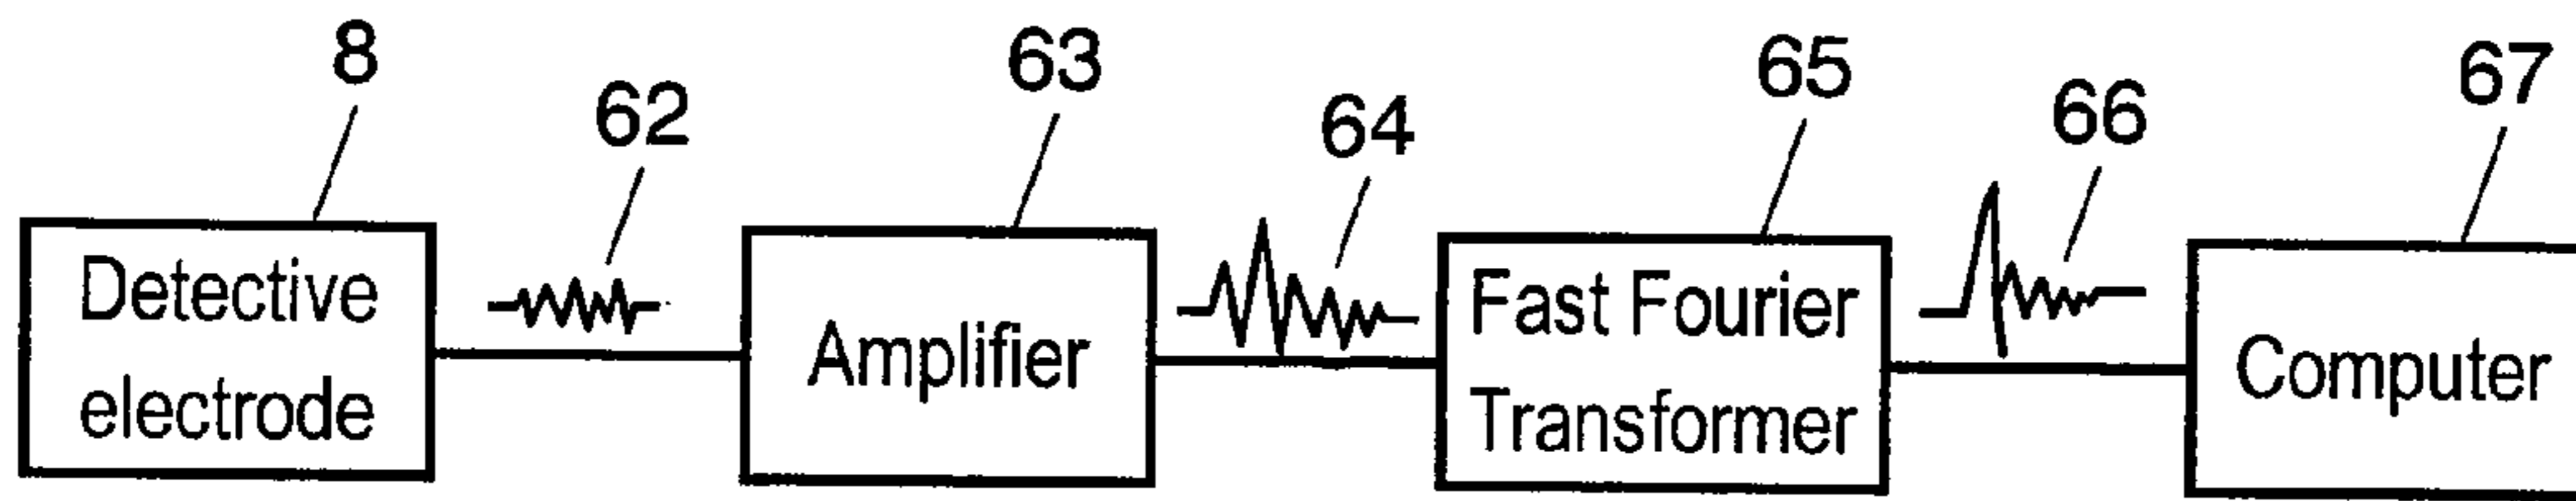 8
62
63
64
65
66
67
Detective
electrode
Amplifier
Fast Fourier
Transformer
Computer